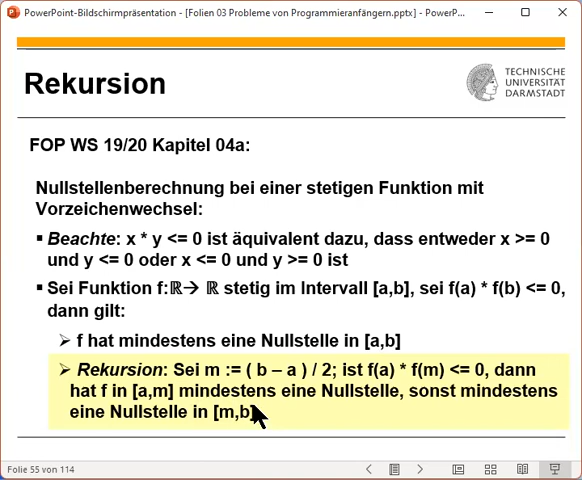 PowerPoint-Bildschirmpräsentation - [Folien 03 Probleme von Programmieranfängern.pptx] - PowerP...
Rekursion
TECHNISCHE
UNIVERSITÄT
DARMSTADT
FOP WS 19/20 Kapitel 04a:
Nullstellenberechnung bei einer stetigen Funktion mit
Vorzeichenwechsel:
▪ Beachte: x * y <= 0 ist äquivalent dazu, dass entweder x >= 0
und y <= 0 oder x <= 0 und y >= 0 ist
▪ Sei Funktion f:ℝ→ ℝ stetig im Intervall [a,b], sei f(a) * f(b) <= 0,
dann gilt:
➢ f hat mindestens eine Nullstelle in [a,b]
➢ Rekursion: Sei m := ( b – a ) / 2; ist f(a) * f(m) <= 0, dann
hat f in [a,m] mindestens eine Nullstelle, sonst mindestens
eine Nullstelle in [m,b]
Folie 55 von 114